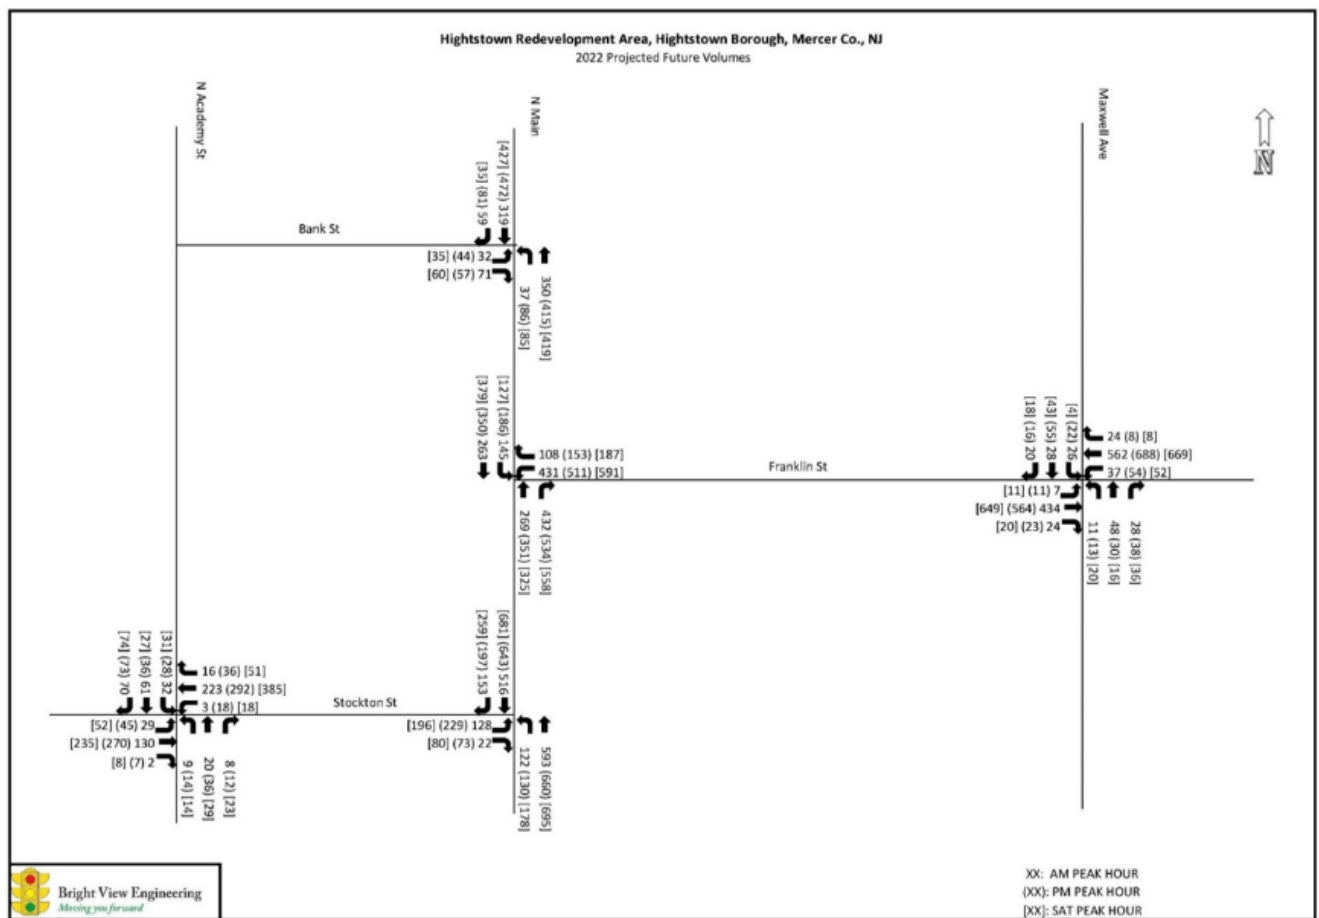 Hightstown Redevelopment Area, Hightstown Borough, Mercer Co., NJ
2022 Projected Future Volumes
N Academy St
N Main
Maxwell Ave
N
[35] (81) 59
[427] (472) 319
Bank St
[35] (44) 32
[60] (57) 71
37 (86) [85]
350 (415) [419]
[379] (350) 263
[127] (186) 145
108 (153) [187]
431 (511) [591]
Franklin St
269 (351) [325]
432 (534) [558]
[18] (16) 20
[43] (55) 28
[4] (22) 26
24 (8) [8]
562 (688) [669]
37 (54) [52]
[11] (11) 7
[649] (564) 434
[20] (23) 24
11 (13) [20]
48 (30) [16]
28 (38) [36]
[74] (73) 70
[27] (36) 61
[31] (28) 32
16 (36) [51]
223 (292) [385]
3 (18) [18]
Stockton St
[52] (45) 29
[235] (270) 130
[8] (7) 2
9 (14) [14]
20 (36) [29]
8 (12) [23]
[259] (197) 153
[681] (643) 516
[196] (229) 128
[80] (73) 22
122 (130) [178]
593 (660) [695]
Bright View Engineering
Moving you forward
XX: AM PEAK HOUR
(XX): PM PEAK HOUR
[XX]: SAT PEAK HOUR